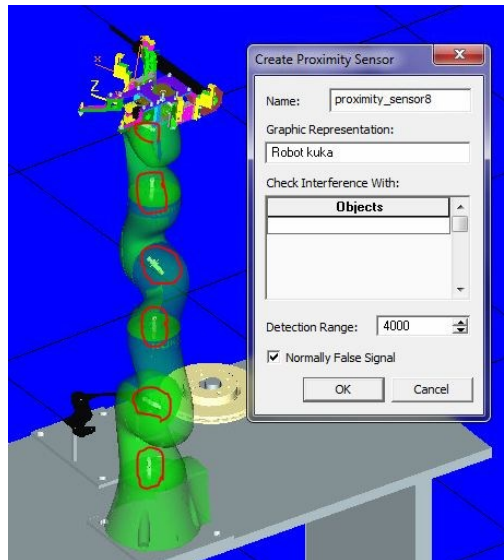 Create Proximity Sensor
Name: proximity_sensor8
Graphic Representation:
Robot kuka
Check Interference With:
Objects
Detection Range: 4000
Normally False Signal
OK Cancel
X
Z